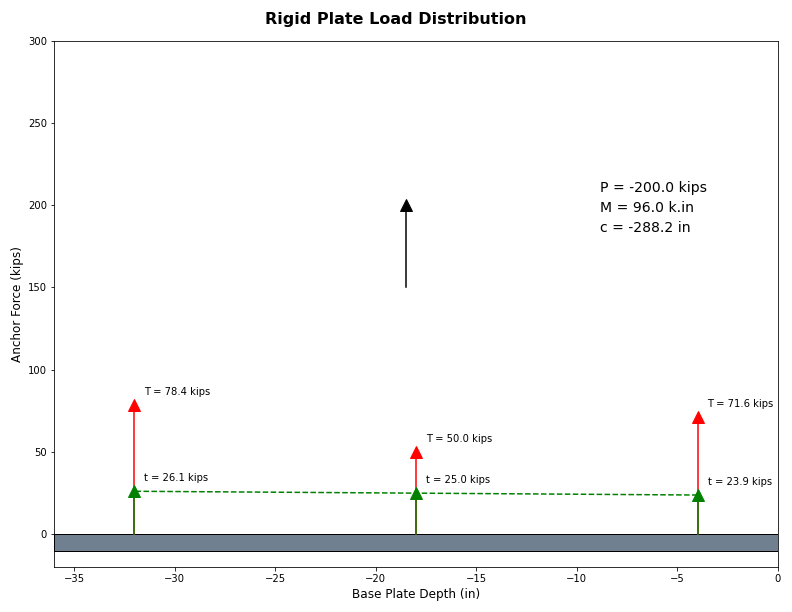 Rigid Plate Load Distribution
300
250
200
150
100
50
0
Anchor Force (kips)
P = -200.0 kips
M = 96.0 k.in
c = -288.2 in
T = 78.4 kips
T = 71.6 kips
T = 50.0 kips
t = 26.1 kips
t = 25.0 kips
t = 23.9 kips
−35 −30 −25 −20 −15 −10 −5 0
Base Plate Depth (in)